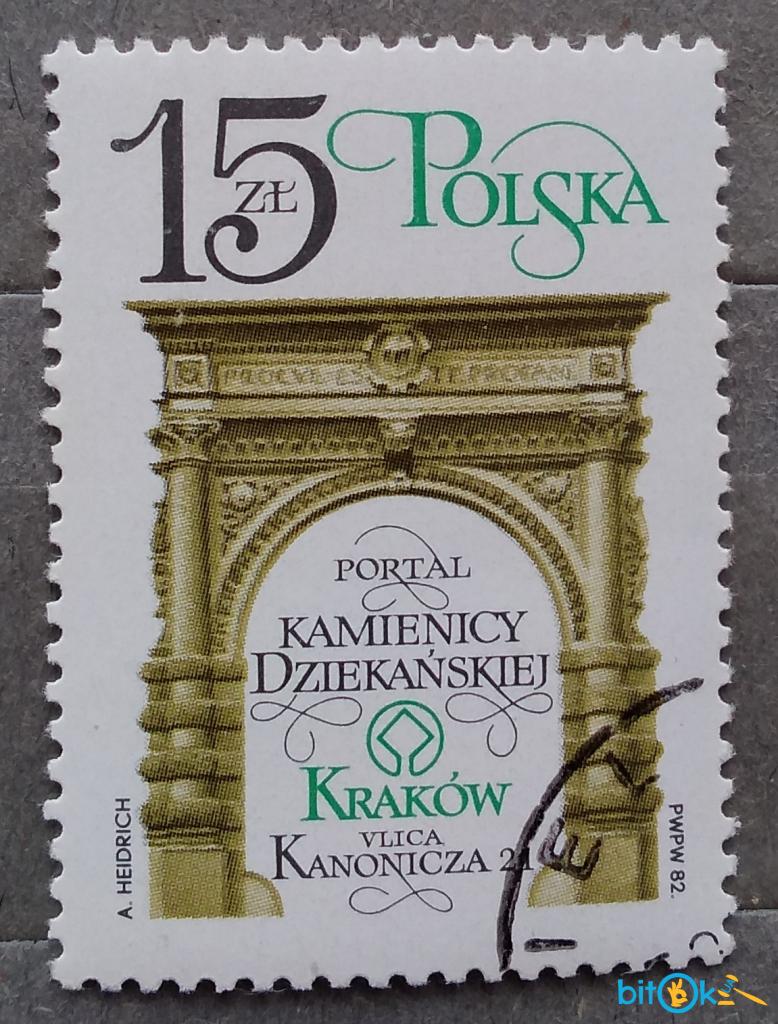 15 ZŁ POLSKA
PORTAL
KAMIENICY
DZIEKAŃSKIEJ
KRAKÓW
VLICA
KANONICZA 21
A. HEIDRICH
PWPW 82.
bitOk